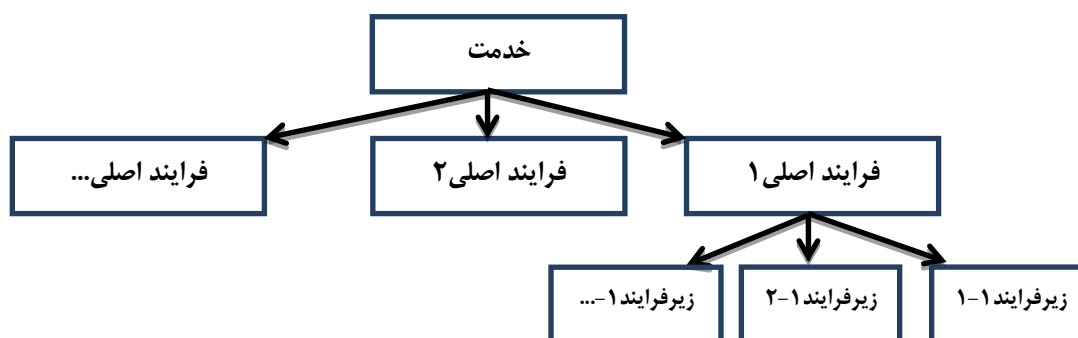 خدمت
فرایند اصلی۱
فرایند اصلی۲
فرایند اصلی...
زیرفرایند۱-۱
زیرفرایند۱-۲
زیرفرایند۱-...